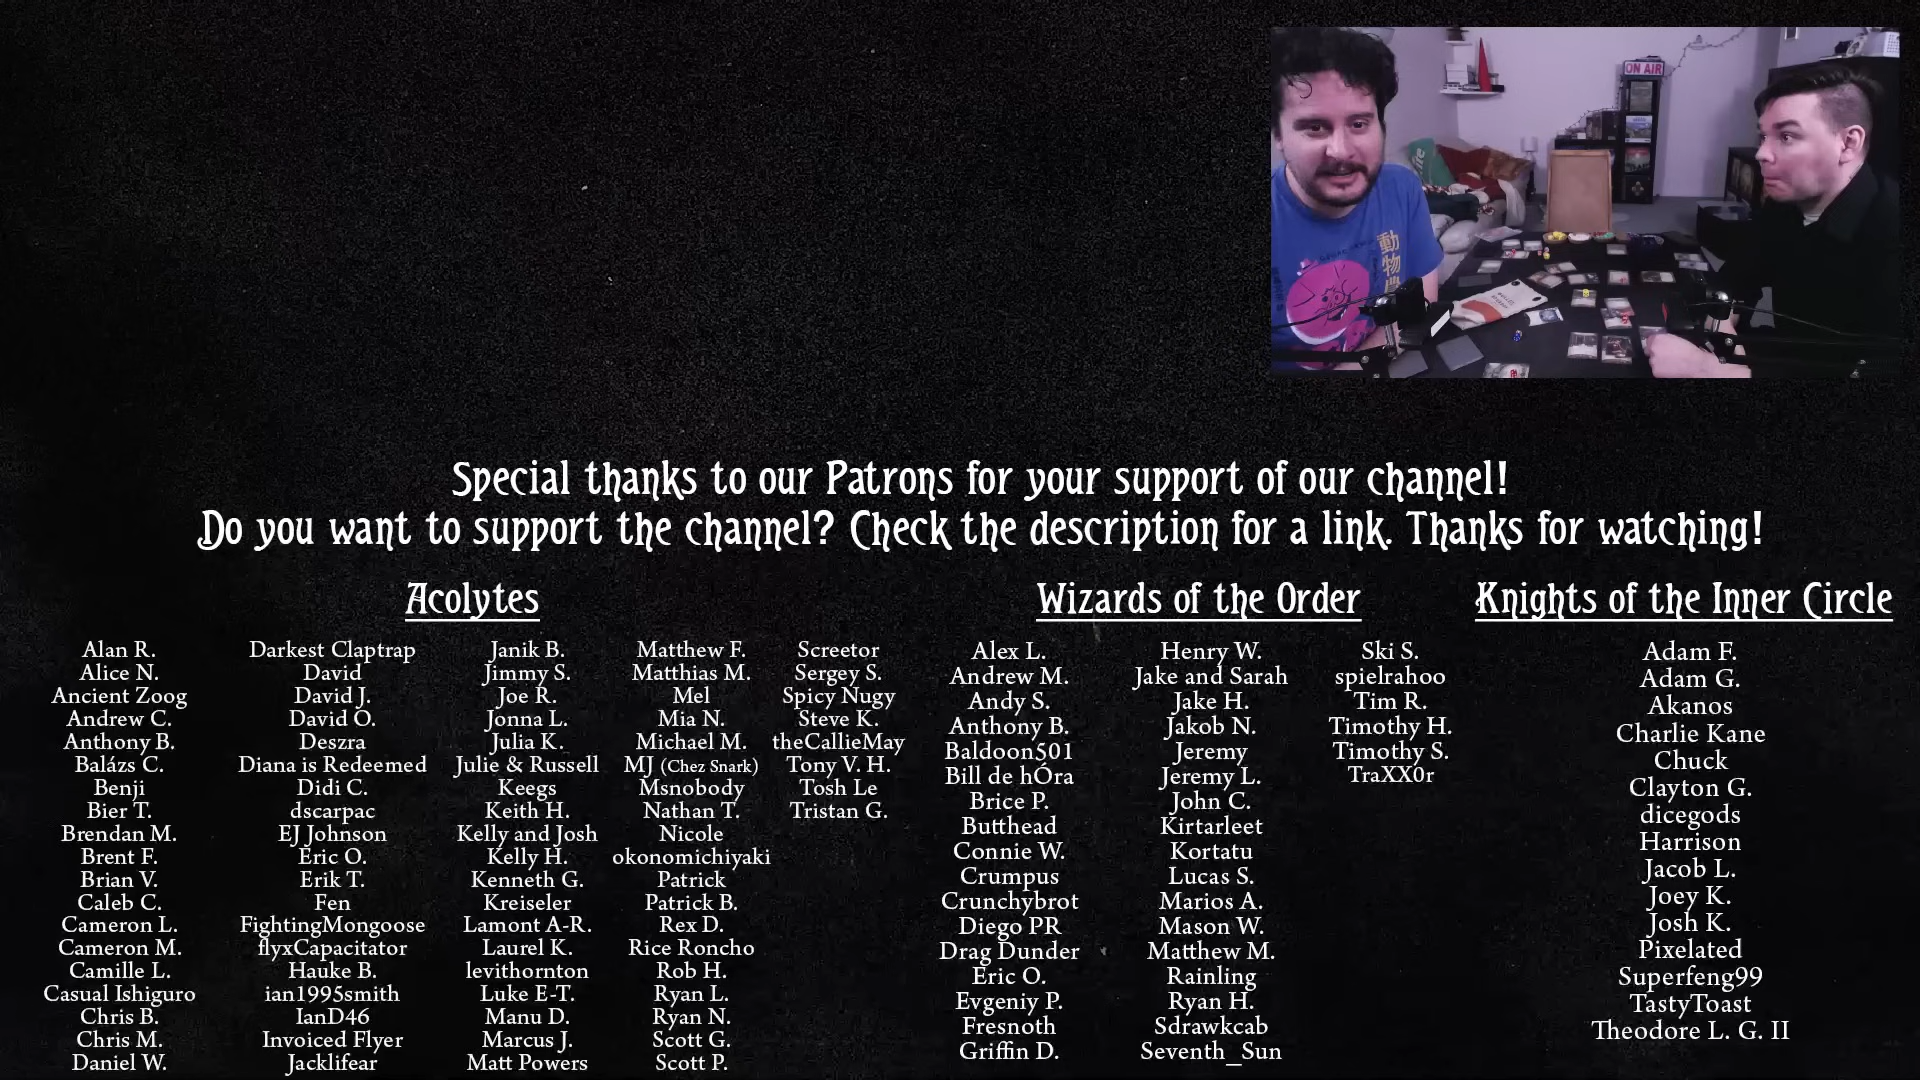 ON AIR
動物
Special thanks to our Patrons for your support of our channel!
Do you want to support the channel? Check the description for a link. Thanks for watching!
Acolytes
Alan R.
Alice N.
Ancient Zoog
Andrew C.
Anthony B.
Balázs C.
Benji
Bier T.
Brendan M.
Brent F.
Brian V.
Caleb C.
Cameron L.
Cameron M.
Camille L.
Casual Ishiguro
Chris B.
Chris M.
Daniel W.
Darkest Claptrap
David
David J.
David O.
Deszra
Diana is Redeemed
Didi C.
dscarpac
EJ Johnson
Eric O.
Erik T.
Fen
FightingMongoose
flyxCapacitator
Hauke B.
ian1995smith
IanD46
Invoiced Flyer
Jacklifear
Janik B.
Jimmy S.
Joe R.
Jonna L.
Julia K.
Julie & Russell
Keegs
Keith H.
Kelly and Josh
Kelly H.
Kenneth G.
Kreiseler
Lamont A-R.
Laurel K.
levithornton
Luke E-T.
Manu D.
Marcus J.
Matt Powers
Matthew F.
Matthias M.
Mel
Mia N.
Michael M.
MJ (Chez Snark)
Msnobody
Nathan T.
Nicole
okonomichiyaki
Patrick
Patrick B.
Rex D.
Rice Roncho
Rob H.
Ryan L.
Ryan N.
Scott G.
Scott P.
Screetor
Sergey S.
Spicy Nugy
Steve K.
theCallieMay
Tony V. H.
Tosh Le
Tristan G.
Wizards of the Order
Alex L.
Andrew M.
Andy S.
Anthony B.
Baldoon501
Bill de hÓra
Brice P.
Butthead
Connie W.
Crumpus
Crunchybrot
Diego PR
Drag Dunder
Eric O.
Evgeniy P.
Fresnoth
Griffin D.
Henry W.
Jake and Sarah
Jake H.
Jakob N.
Jeremy
Jeremy L.
John C.
Kirtarleet
Kortatu
Lucas S.
Marios A.
Mason W.
Matthew M.
Rainling
Ryan H.
Sdrawkcab
Seventh_Sun
Ski S.
spielrahoo
Tim R.
Timothy H.
Timothy S.
TraXX0r
Knights of the Inner Circle
Adam F.
Adam G.
Akanos
Charlie Kane
Chuck
Clayton G.
dicegods
Harrison
Jacob L.
Joey K.
Josh K.
Pixelated
Superfeng99
TastyToast
Theodore L. G. II